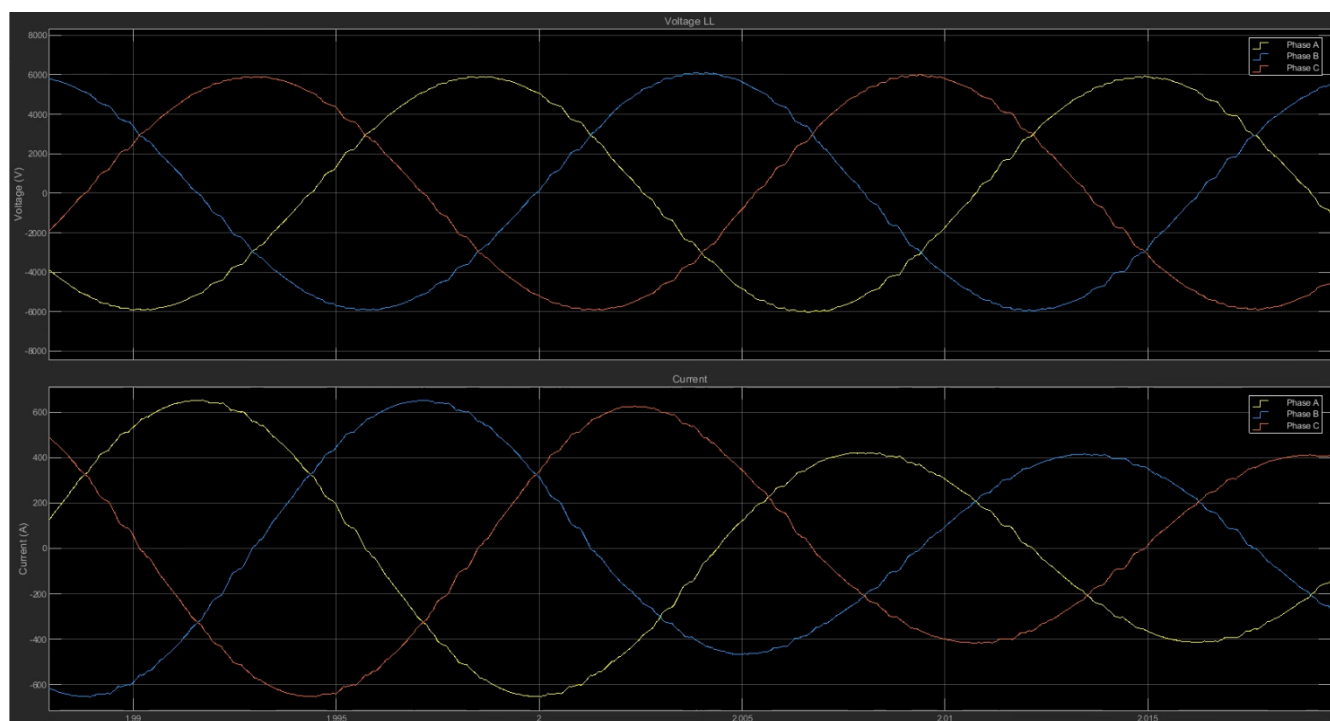 Voltage LL
8000
6000
4000
2000
0
-2000
-4000
-6000
-8000
Voltage (V)
Phase A
Phase B
Phase C
Current
600
400
200
0
-200
-400
-600
Current (A)
Phase A
Phase B
Phase C
1.99
1.995
2
2.005
2.01
2.015